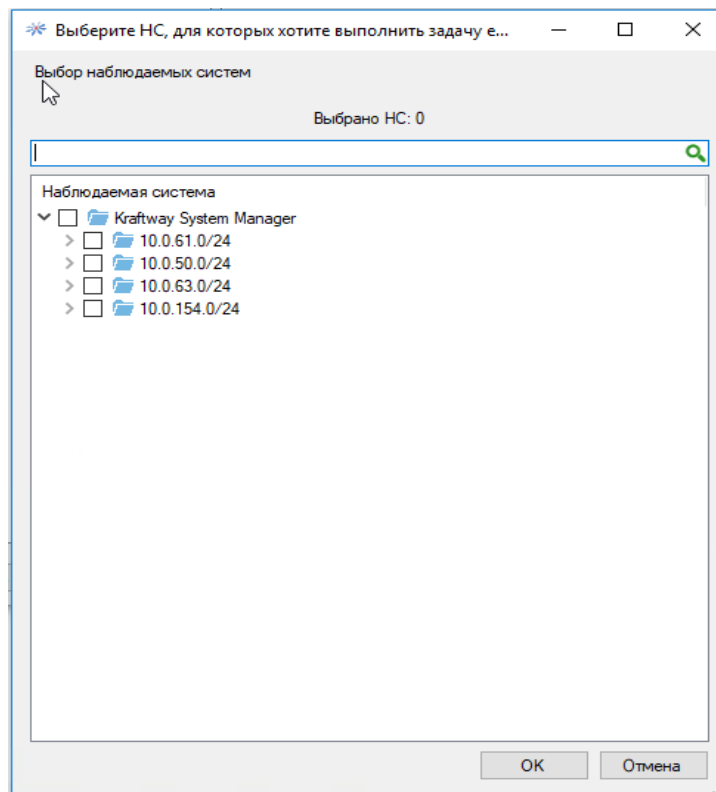 Выберите НС, для которых хотите выполнить задачу е...
Выбор наблюдаемых систем
Выбрано НС: 0
Наблюдаемая система
Kraftway System Manager
10.0.61.0/24
10.0.50.0/24
10.0.63.0/24
10.0.154.0/24
OK
Отмена